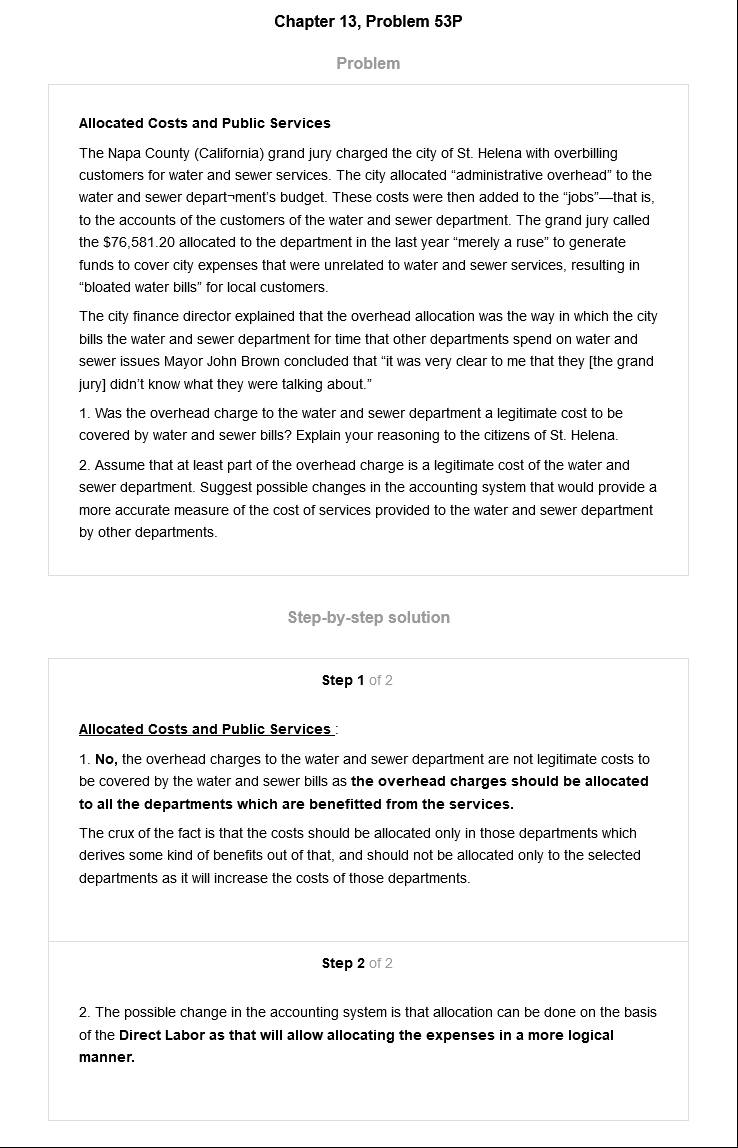 Chapter 13, Problem 53P
Problem
Allocated Costs and Public Services
The Napa County (California) grand jury charged the city of St. Helena with overbilling
customers for water and sewer services. The city allocated “administrative overhead” to the
water and sewer depart¬ment’s budget. These costs were then added to the “jobs”—that is,
to the accounts of the customers of the water and sewer department. The grand jury called
the $76,581.20 allocated to the department in the last year “merely a ruse” to generate
funds to cover city expenses that were unrelated to water and sewer services, resulting in
“bloated water bills” for local customers.
The city finance director explained that the overhead allocation was the way in which the city
bills the water and sewer department for time that other departments spend on water and
sewer issues Mayor John Brown concluded that “it was very clear to me that they [the grand
jury] didn’t know what they were talking about.”
1. Was the overhead charge to the water and sewer department a legitimate cost to be
covered by water and sewer bills? Explain your reasoning to the citizens of St. Helena.
2. Assume that at least part of the overhead charge is a legitimate cost of the water and
sewer department. Suggest possible changes in the accounting system that would provide a
more accurate measure of the cost of services provided to the water and sewer department
by other departments.
Step-by-step solution
Step 1 of 2
Allocated Costs and Public Services :
1. No, the overhead charges to the water and sewer department are not legitimate costs to
be covered by the water and sewer bills as the overhead charges should be allocated
to all the departments which are benefitted from the services.
The crux of the fact is that the costs should be allocated only in those departments which
derives some kind of benefits out of that, and should not be allocated only to the selected
departments as it will increase the costs of those departments.
Step 2 of 2
2. The possible change in the accounting system is that allocation can be done on the basis
of the Direct Labor as that will allow allocating the expenses in a more logical
manner.